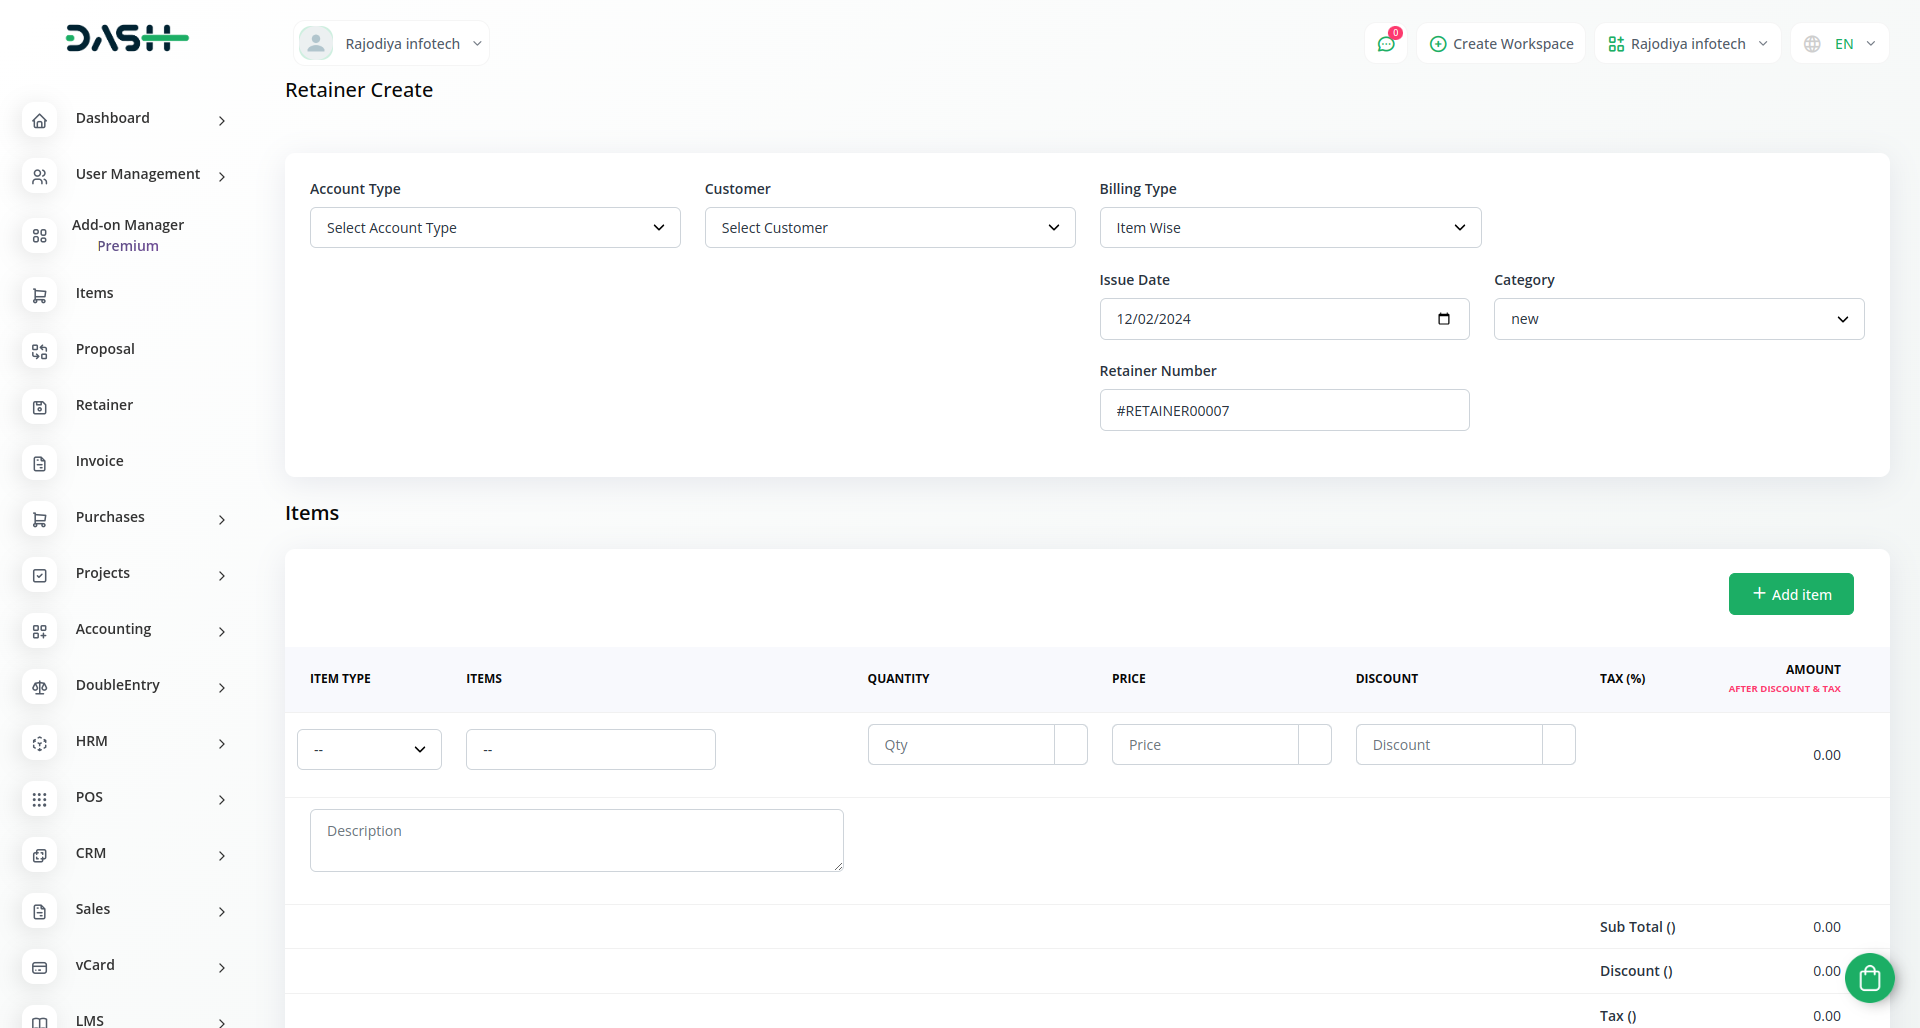 DASH
Rajodiya infotech
0
Create Workspace
Rajodiya infotech
EN
Retainer Create
Dashboard
User Management
Add-on Manager
Premium
Items
Proposal
Retainer
Invoice
Purchases
Projects
Accounting
DoubleEntry
HRM
POS
CRM
Sales
vCard
LMS
Account Type
Customer
Billing Type
Select Account Type
Select Customer
Item Wise
Issue Date
Category
12/02/2024
new
Retainer Number
#RETAINER00007
Items
Add item
ITEM TYPE
ITEMS
QUANTITY
PRICE
DISCOUNT
TAX (%)
AMOUNT
AFTER DISCOUNT & TAX
--
--
Qty
Price
Discount
0.00
Description
Sub Total ()
0.00
Discount ()
0.00
Tax ()
0.00